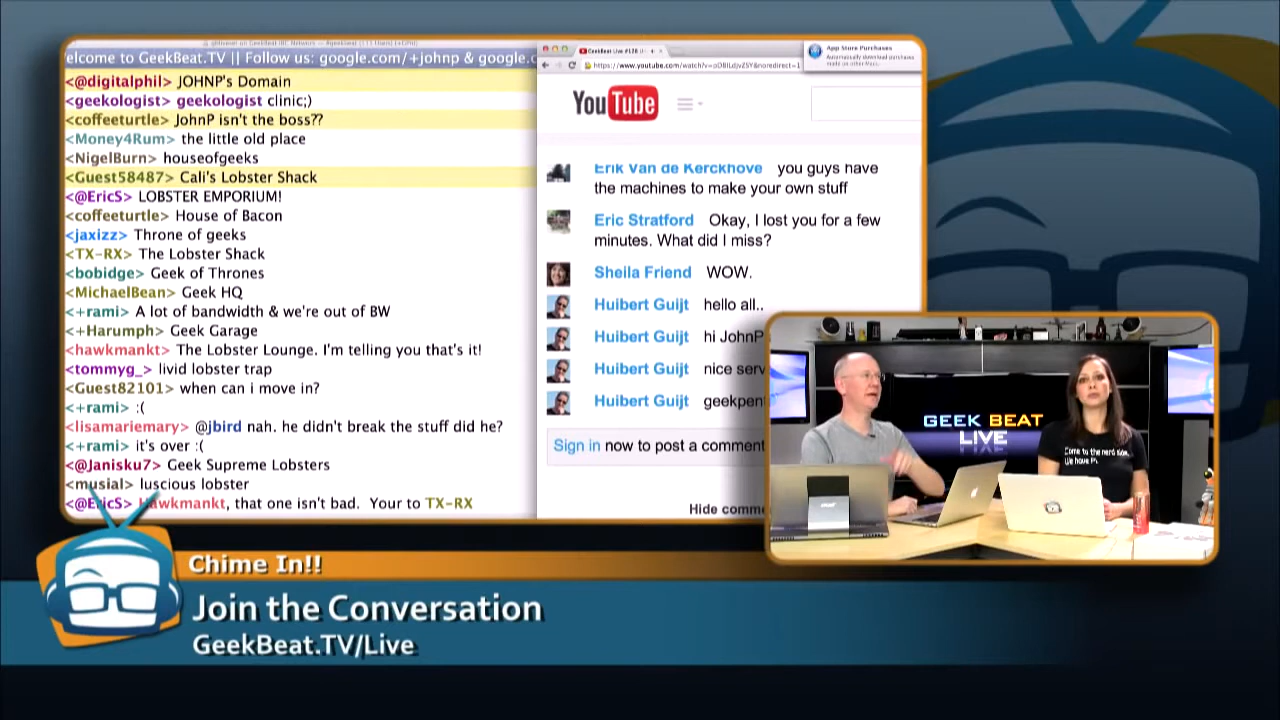 elcome to GeekBeat.TV || Follow us: google.com/+johnp & google.c
<@digitalphil> JOHNP's Domain
<geekologist> geekologist clinic;)
<coffeeturtle> JohnP isn't the boss??
<Money4Rum> the little old place
<NigelBurn> houseofgeeks
<Guest58487> Cali's Lobster Shack
<@EricS> LOBSTER EMPORIUM!
<coffeeturtle> House of Bacon
<jaxizz> Throne of geeks
<TX-RX> The Lobster Shack
<bobidge> Geek of Thrones
<MichaelBean> Geek HQ
<+rami> A lot of bandwidth & we're out of BW
<+Harumph> Geek Garage
<hawkmankt> The Lobster Lounge. I'm telling you that's it!
<tommyg_> livid lobster trap
<Guest82101> when can i move in?
<+rami> :(
<lisamariemary> @jbird nah. he didn't break the stuff did he?
<+rami> it's over :(
<@Janisku7> Geek Supreme Lobsters
<musial> luscious lobster
<@EricS> Hawkmankt, that one isn't bad. Your to TX-RX
App Store Purchases
YouTube
Erik Van de Kerckhove you guys have
the machines to make your own stuff
Eric Stratford Okay, I lost you for a few
minutes. What did I miss?
Sheila Friend WOW.
Huibert Guijt hello all..
Huibert Guijt hi JohnP
Huibert Guijt nice serv
Huibert Guijt geekpen
Sign in now to post a comment
Hide comm
GEEK BEAT
LIVE
Come to the nerd side.
We have
Chime In!!
Join the Conversation
GeekBeat.TV/Live